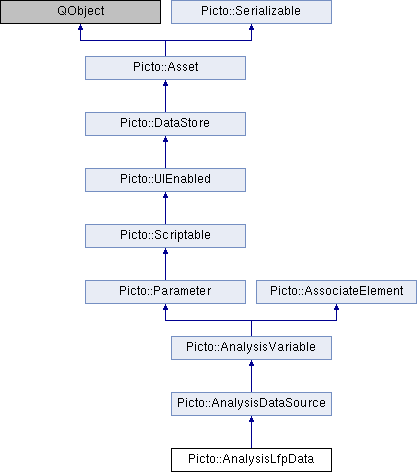 QObject
Picto::Serializable
Picto::Asset
Picto::DataStore
Picto::UIEnabled
Picto::Scriptable
Picto::Parameter
Picto::AssociateElement
Picto::AnalysisVariable
Picto::AnalysisDataSource
Picto::AnalysisLfpData